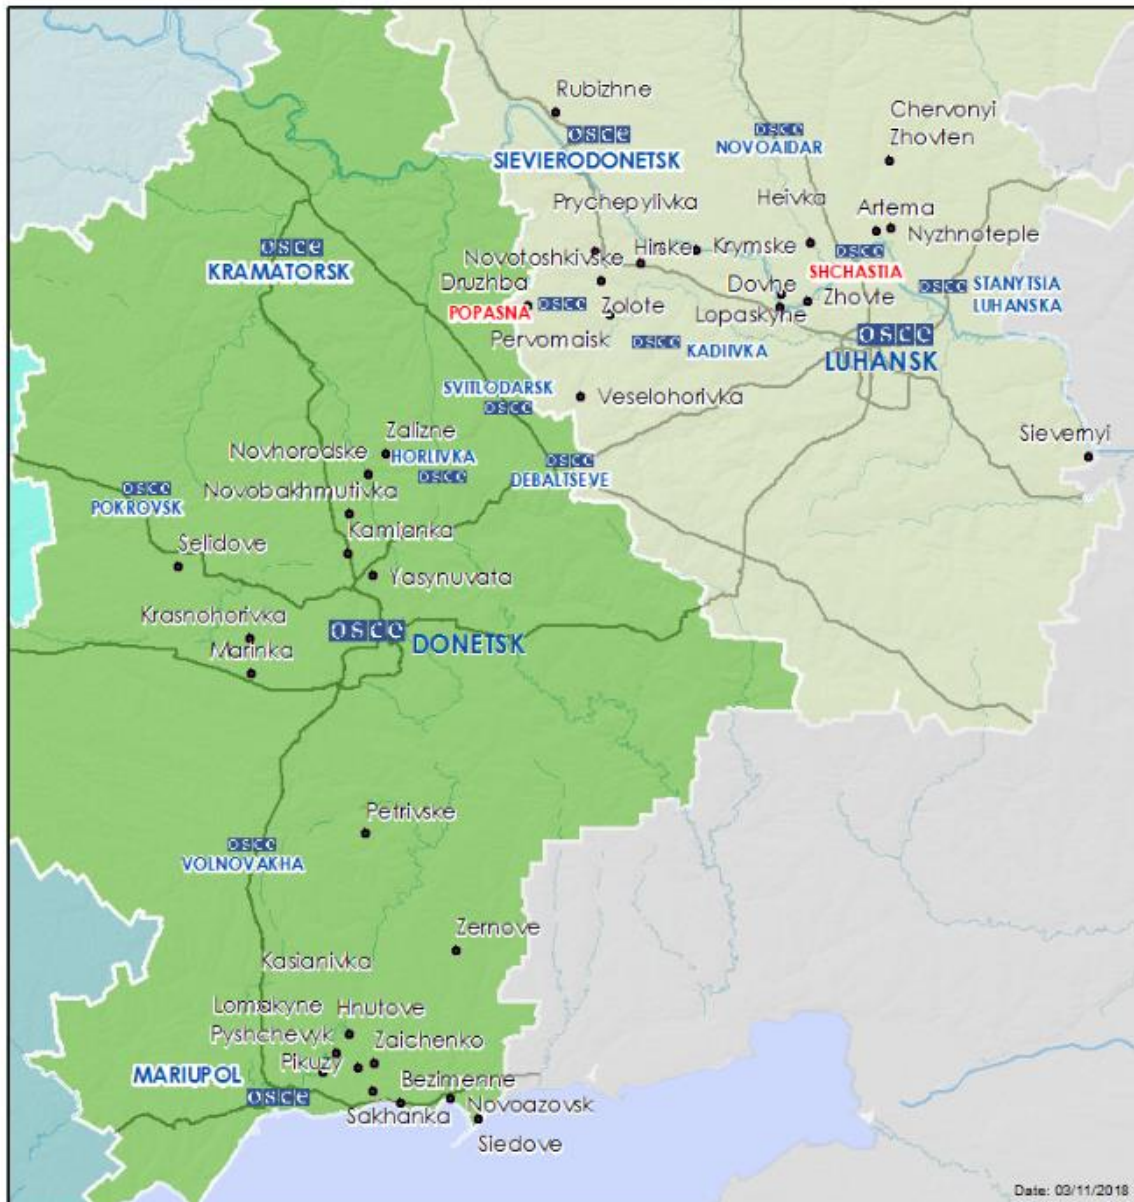 Rubizhne
osce
SIEVIERODONETSK
osce
NOVOAIDAR
Chervonyi
Zhovten
Prychepylivka
Heivka
Artema
Nyzhnoteple
osce
KRAMATORSK
Novotoshkivske
Hirske
Krymske
osce
SHCHASTIA
Druzhba
Dovhe
Zhovte
osce
STANYTSIA
LUHANSKA
POPASNA
osce
Zolote
Lopaskyne
Pervomaisk
osce
KADIIVKA
osce
LUHANSK
SVITLODARSK
osce
Veselohorivka
Zalizne
Novhorodske
HORLIVKA
osce
Sievernyi
osce
DEBALTSEVE
osce
POKROVSK
Novobakhmutivka
Kamianka
Selidove
Yasynuvata
Krasnohorivka
osce
DONETSK
Marinka
Petrivske
osce
VOLNOVAKHA
Zernove
Kasianivka
Lomakyne
Hnutove
Pyshchevyk
Zaichenko
Pikuzy
MARIUPOL
osce
Bezimenne
Sakhanka
Novoazovsk
Siedove
Date: 03/11/2018